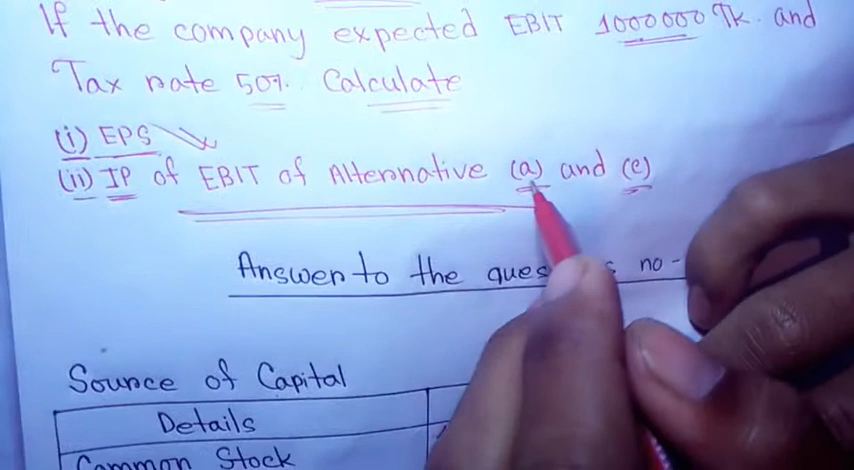 If the company expected EBIT 1000000 Tk. and
Tax rate 50%. Calculate
(i) EPS
(ii) IP of EBIT of Alternative (a) and (c)
Answer to the no -
Source of Capital
Details
Common Stock